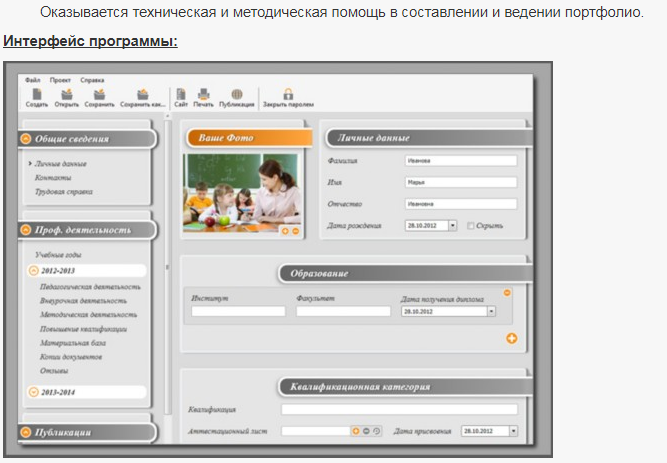 Оказывается техническая и методическая помощь в составлении и ведении портфолио.
Интерфейс программы:
Файл Проект Справка
Создать Открыть Сохранить Сохранить как... Сайт Печать Публикация Закрыть паролем
Общие сведения
Личные данные
Контакты
Трудовая справка
Проф. деятельность
Учебные годы
2012-2013
Педагогическая деятельность
Внеурочная деятельность
Методическая деятельность
Повышение квалификации
Материальная база
Копии документов
Отзывы
2013-2014
Публикации
Ваше Фото
Личные данные
Фамилия Иванова
Имя Марья
Отчество Ивановна
Дата рождения 28.10.2012 Скрыть
Образование
Институт Факультет Дата получения диплома
28.10.2012
Квалификационная категория
Квалификация
Аттестационный лист Дата присвоения 28.10.2012